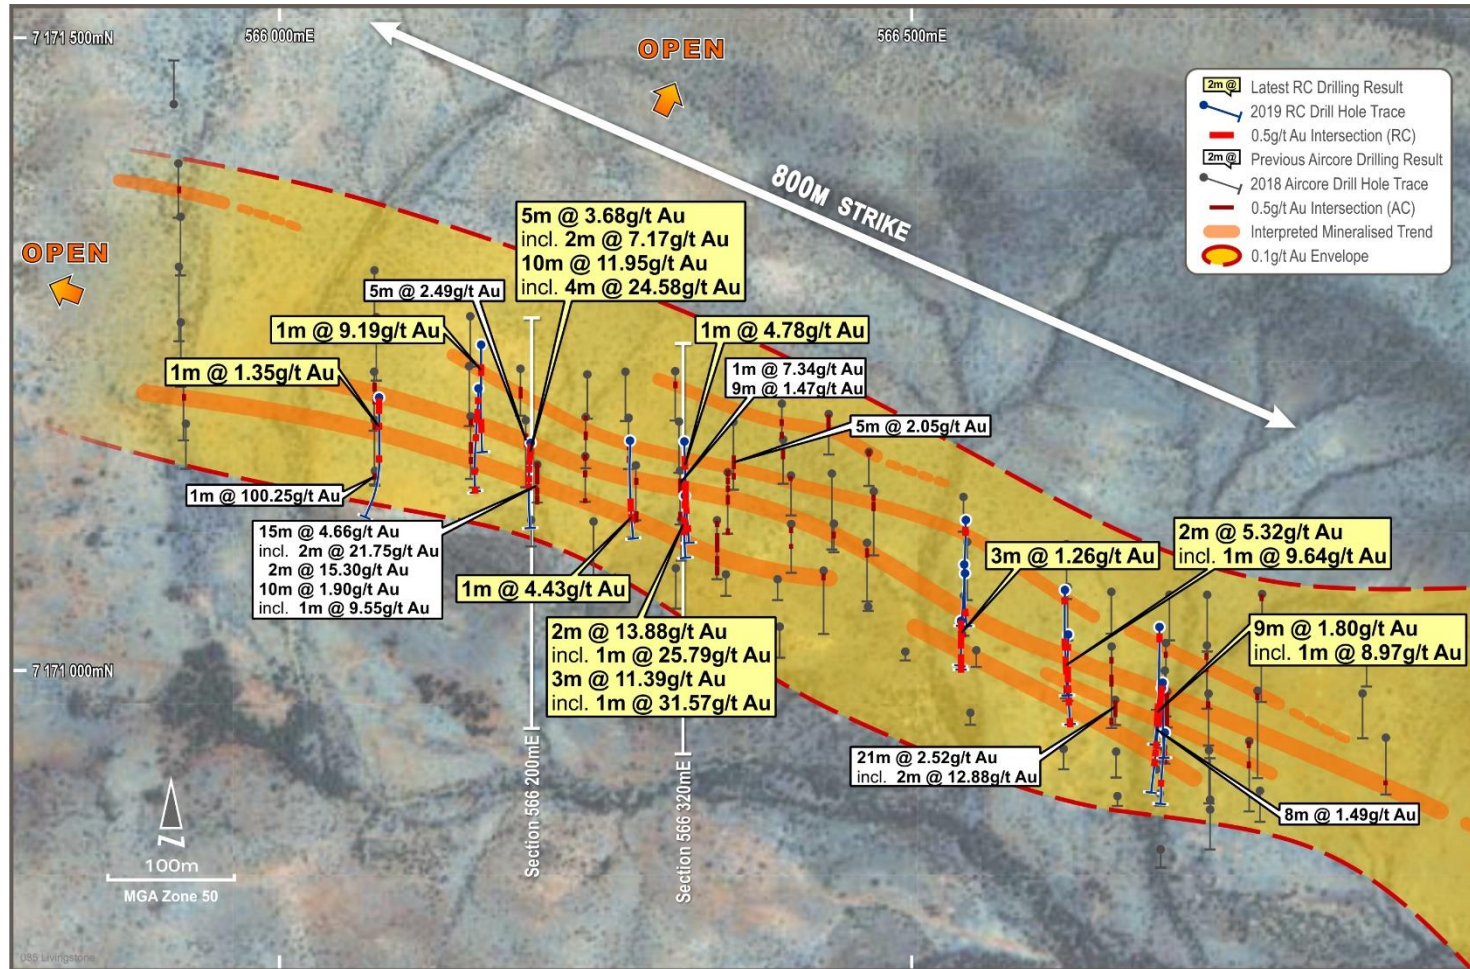 7 171 500mN
566 000mE
566 500mE
OPEN
800M STRIKE
2m @
Latest RC Drilling Result
2019 RC Drill Hole Trace
0.5g/t Au Intersection (RC)
2m @
Previous Aircore Drilling Result
2018 Aircore Drill Hole Trace
0.5g/t Au Intersection (AC)
Interpreted Mineralised Trend
0.1g/t Au Envelope
OPEN
5m @ 3.68g/t Au
incl. 2m @ 7.17g/t Au
10m @ 11.95g/t Au
incl. 4m @ 24.58g/t Au
5m @ 2.49g/t Au
1m @ 9.19g/t Au
1m @ 4.78g/t Au
1m @ 1.35g/t Au
1m @ 7.34g/t Au
9m @ 1.47g/t Au
5m @ 2.05g/t Au
1m @ 100.25g/t Au
15m @ 4.66g/t Au
incl. 2m @ 21.75g/t Au
2m @ 15.30g/t Au
10m @ 1.90g/t Au
incl. 1m @ 9.55g/t Au
1m @ 4.43g/t Au
2m @ 13.88g/t Au
incl. 1m @ 25.79g/t Au
3m @ 11.39g/t Au
incl. 1m @ 31.57g/t Au
3m @ 1.26g/t Au
2m @ 5.32g/t Au
incl. 1m @ 9.64g/t Au
9m @ 1.80g/t Au
incl. 1m @ 8.97g/t Au
7 171 000mN
21m @ 2.52g/t Au
incl. 2m @ 12.88g/t Au
8m @ 1.49g/t Au
Section 566 200mE
Section 566 320mE
N
100m
MGA Zone 50
085 Livingstone